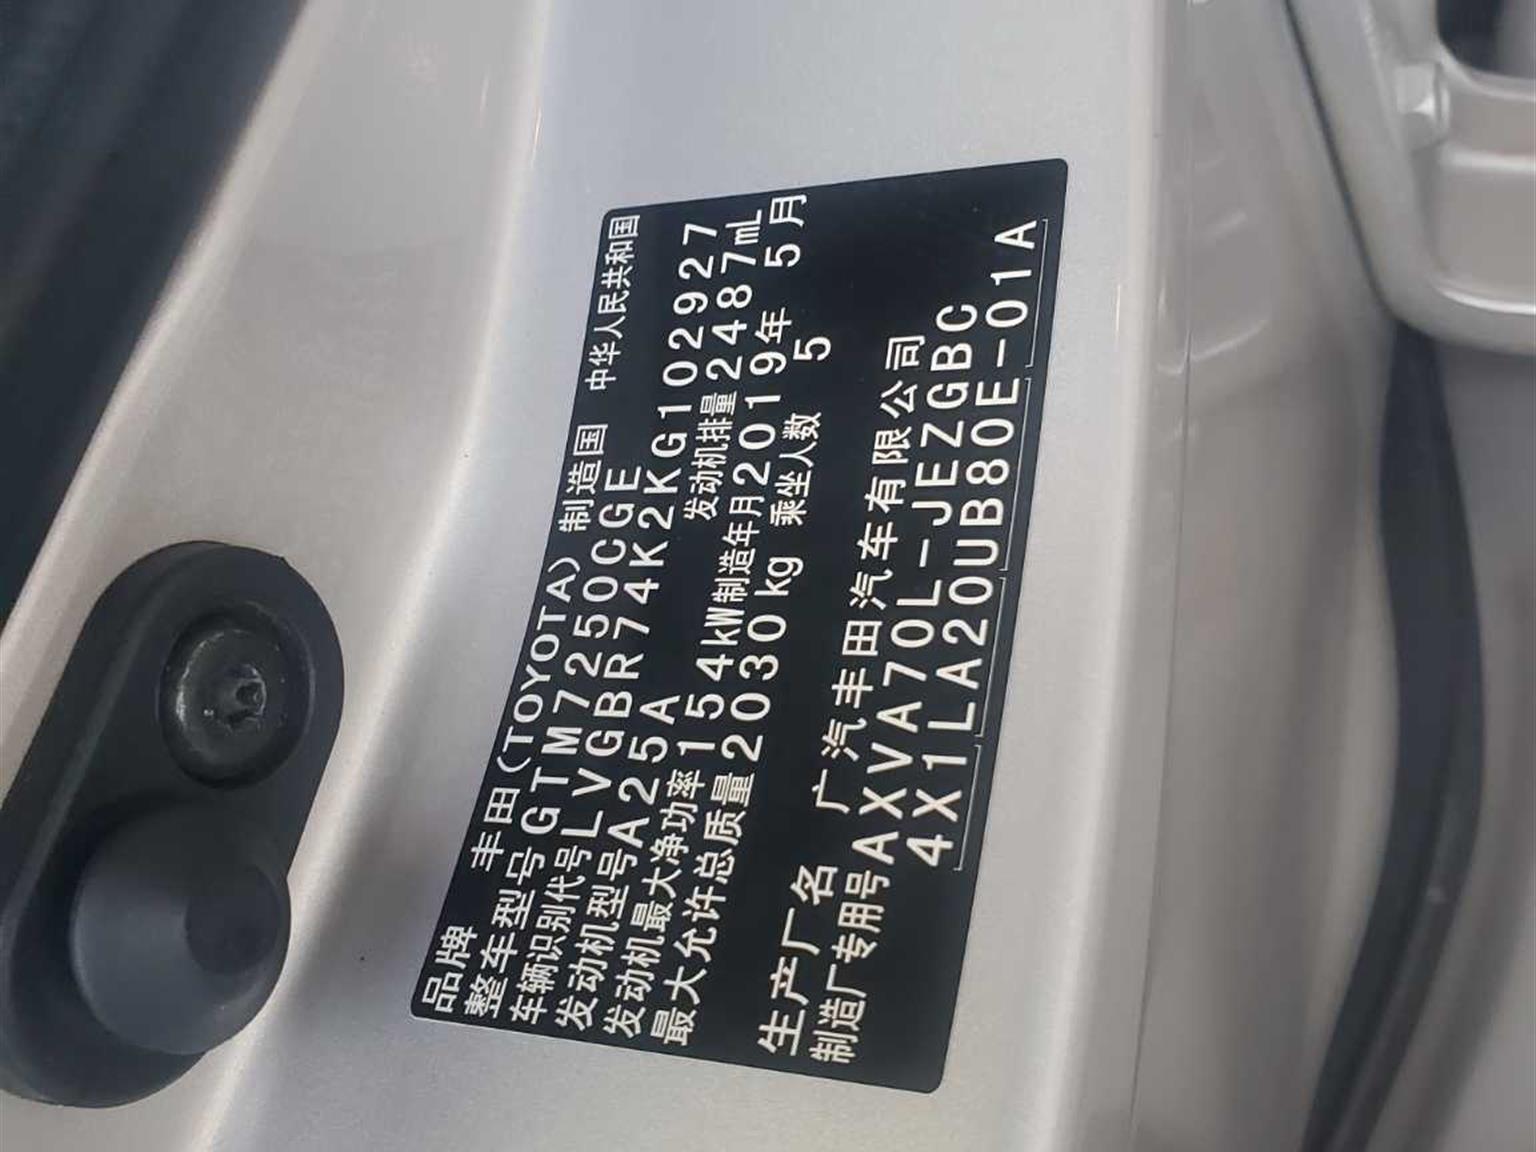 品牌 丰田(TOYOTA) 制造国 中华人民共和国
整车型号 GTM7250CGE
车辆识别代号 LVGBR74K2KG102927
发动机型号 A25A 发动机排量 2487mL
发动机最大净功率 154kW 制造年月 2019年 5月
最大允许总质量 2030kg 乘坐人数 5
生产厂名 广汽丰田汽车有限公司
制造厂专用号 AXVA70L-JEZGBC
4X1LA20UB80E-01A